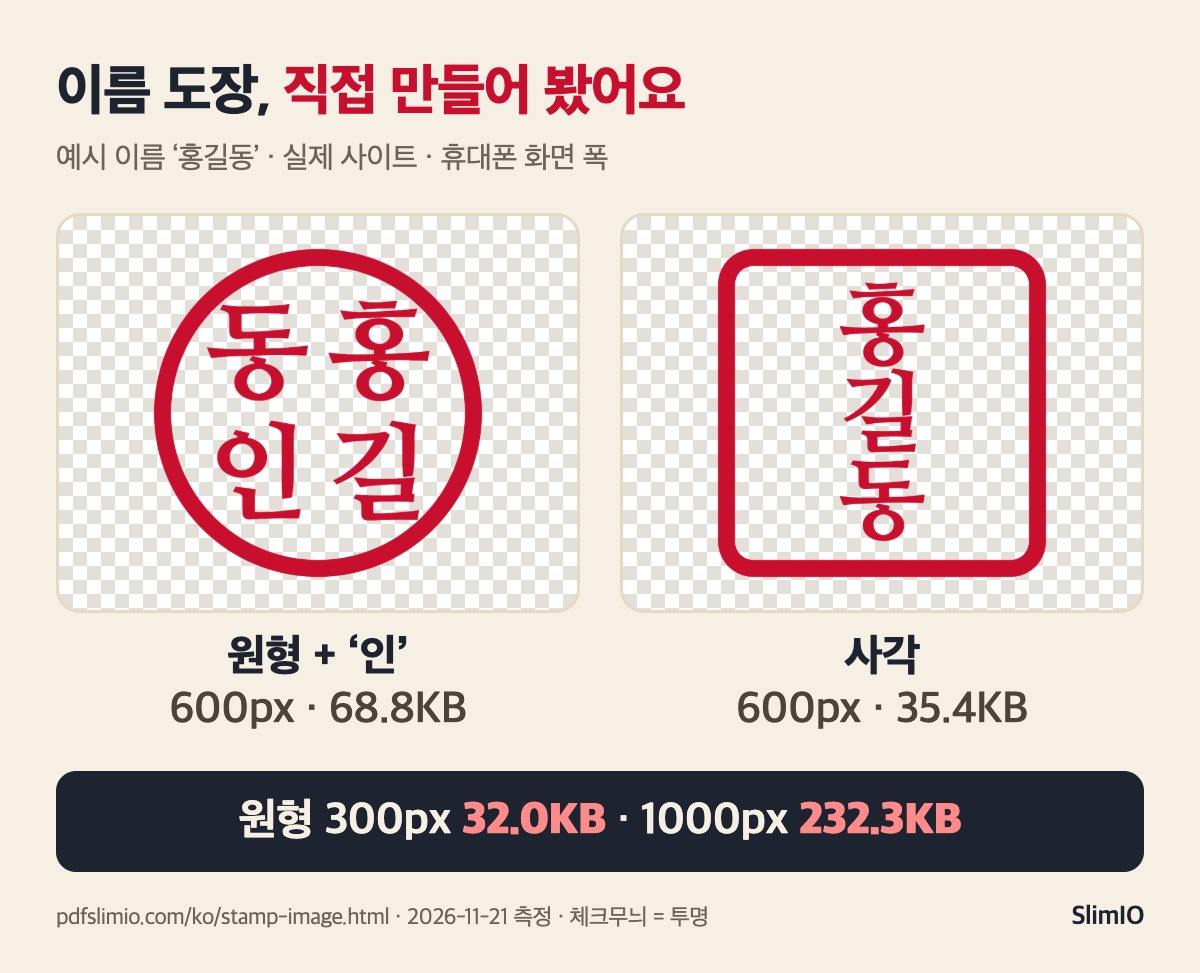 이름 도장, 직접 만들어 봤어요
예시 이름 ‘홍길동’ · 실제 사이트 · 휴대폰 화면 폭
동 홍
인 길
홍
길
동
원형 + ‘인’
600px · 68.8KB
사각
600px · 35.4KB
원형 300px 32.0KB · 1000px 232.3KB
pdfslimio.com/ko/stamp-image.html · 2026-11-21 측정 · 체크무늬 = 투명
SlimIO